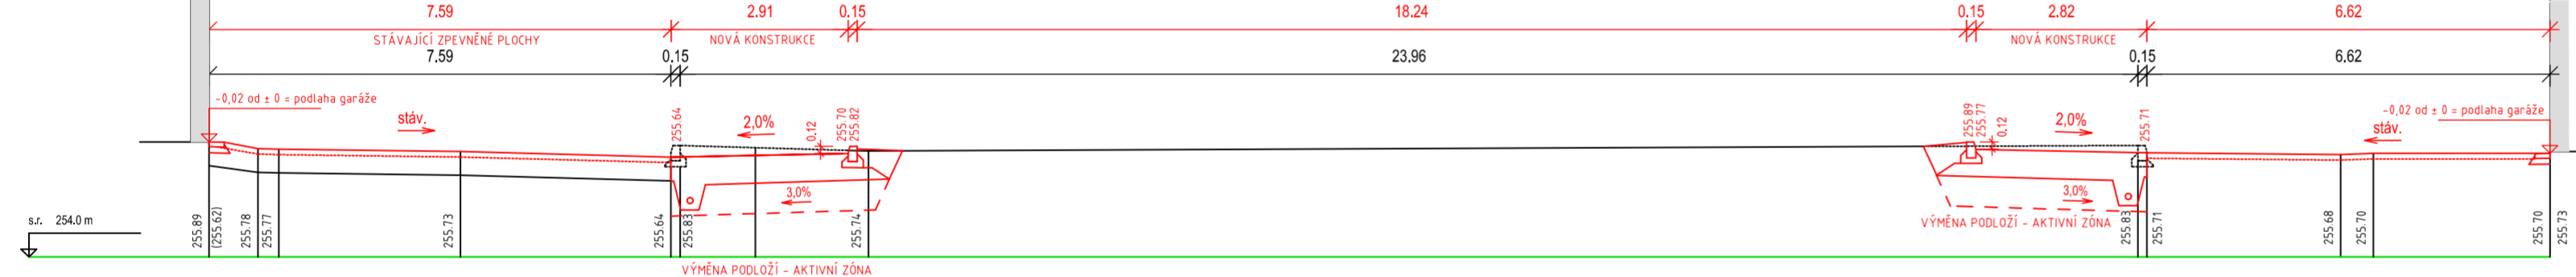 7.59 2.91 0.15 18.24 0.15 2.82 6.62
STÁVAJÍCÍ ZPEVNĚNÉ PLOCHY NOVÁ KONSTRUKCE NOVÁ KONSTRUKCE
7.59 0.15 23.96 0.15 6.62
-0,02 od ± 0 = podlaha garáže -0,02 od ± 0 = podlaha garáže
stáv. 255.64 2,0% 0.12 255.70 255.82 255.89 255.77 0.12 2,0% 255.71 stáv.
3,0% 3,0%
s.r. 254.0 m
255.89 (255.62) 255.78 255.77 255.73 255.64 255.83 255.74 255.83 255.71 255.68 255.70 255.70 255.73
VÝMĚNA PODLOŽÍ - AKTIVNÍ ZÓNA
VÝMĚNA PODLOŽÍ - AKTIVNÍ ZÓNA